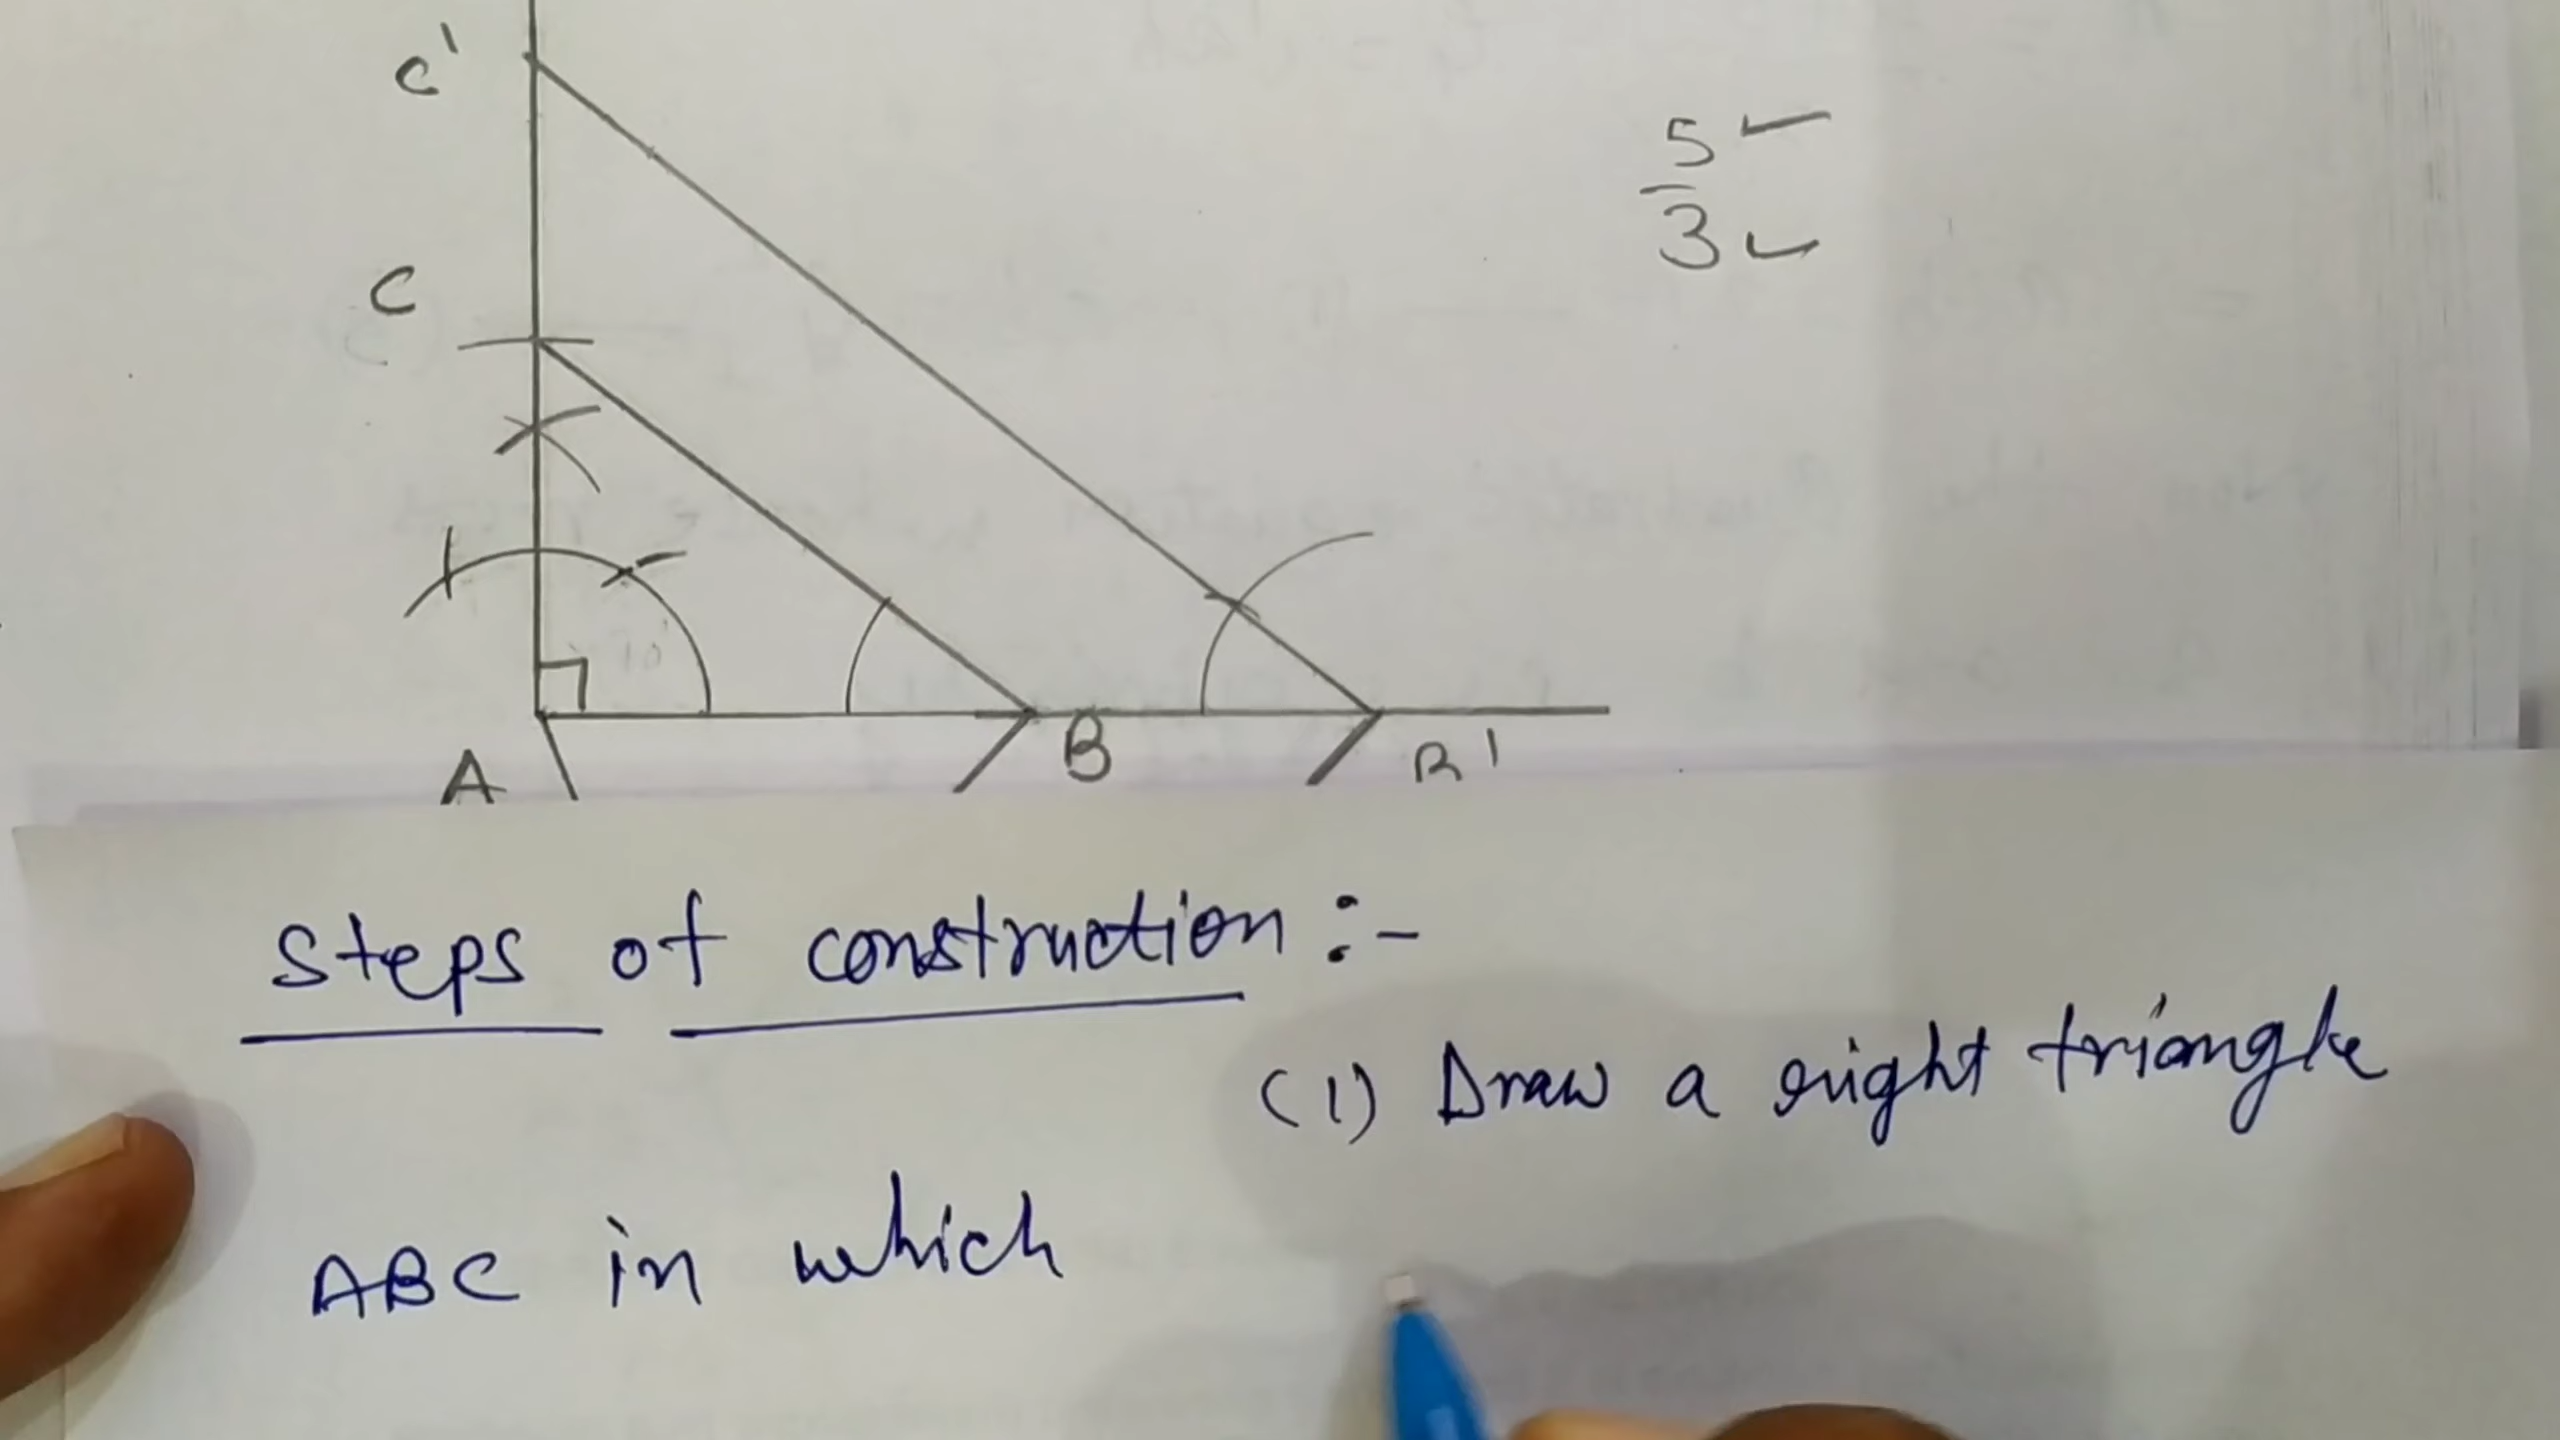 C'
5
3
C
A
B
B'
Steps of construction :-
(1) Draw a right triangle
ABC in which